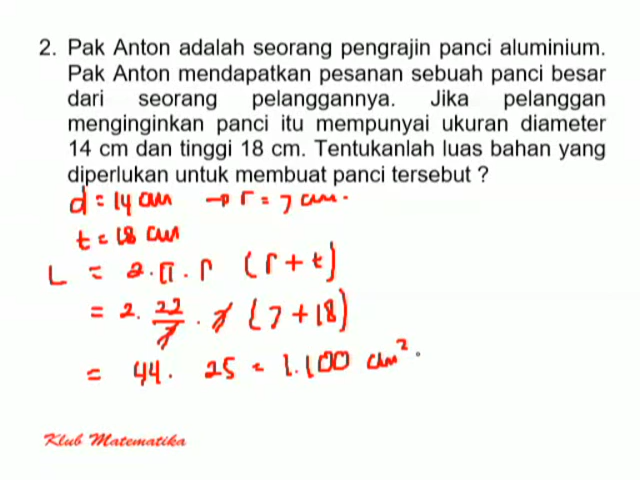 2. Pak Anton adalah seorang pengrajin panci aluminium.
Pak Anton mendapatkan pesanan sebuah panci besar
dari seorang pelanggannya. Jika pelanggan
menginginkan panci itu mempunyai ukuran diameter
14 cm dan tinggi 18 cm. Tentukanlah luas bahan yang
diperlukan untuk membuat panci tersebut ?
d = 14 cm → r = 7 cm.
t = 18 cm
L = 2 . π . r (r + t)
= 2 . 22/7 . 7 (7 + 18)
= 44 . 25 = 1.100 cm².
Klub Matematika